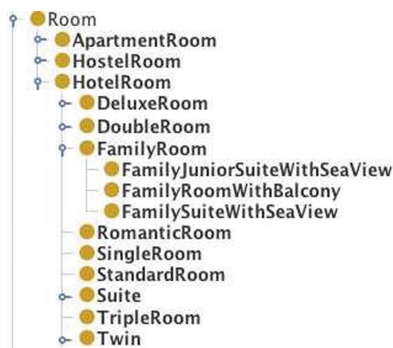 Room
ApartmentRoom
HostelRoom
HotelRoom
DeluxeRoom
DoubleRoom
FamilyRoom
FamilyJuniorSuiteWithSeaView
FamilyRoomWithBalcony
FamilySuiteWithSeaView
RomanticRoom
SingleRoom
StandardRoom
Suite
TripleRoom
Twin